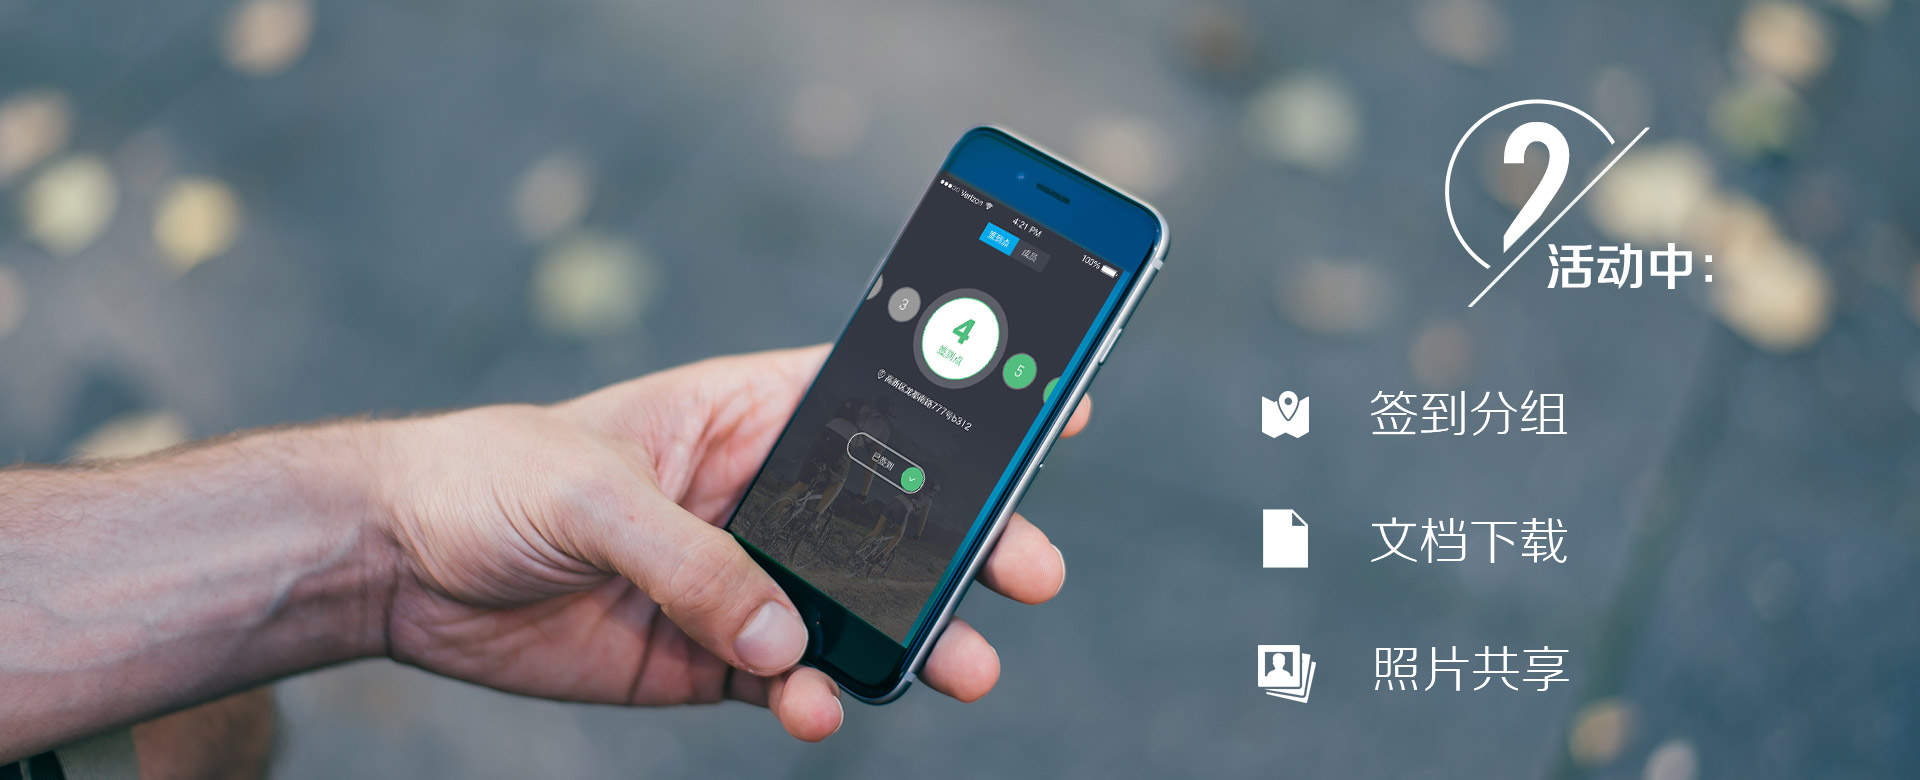 Verizon
4:21 PM
100%
签到点 成员
3
4
签到点
5
高新区龙都南路777号b312
已签到
2
活动中：
签到分组
文档下载
照片共享